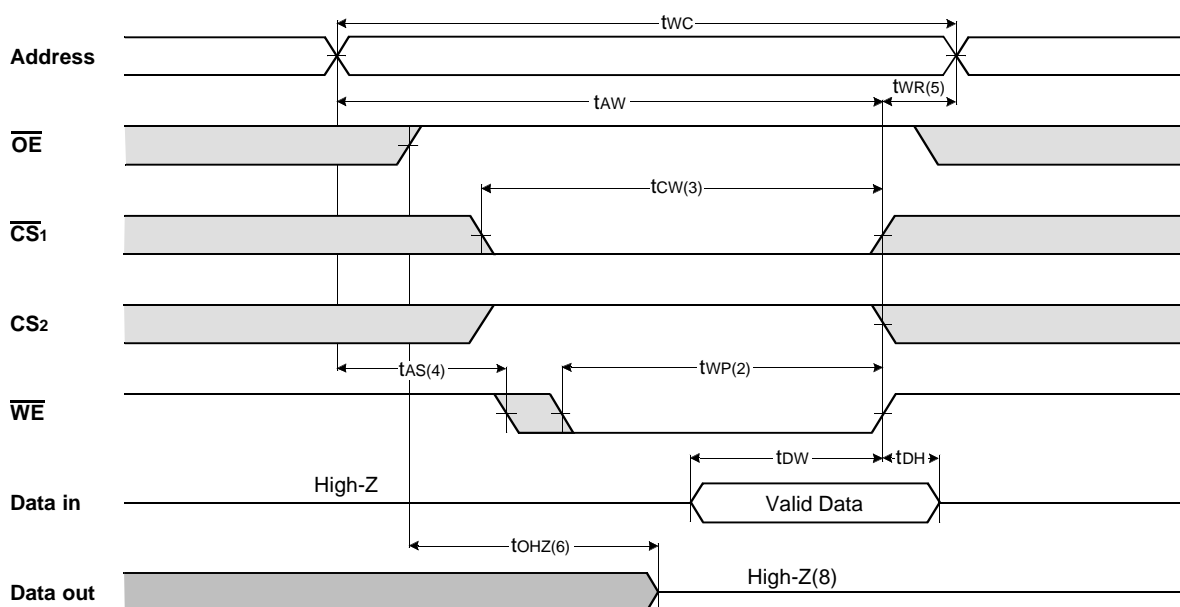 tWC
Address
tWR(5)
tAW
OE
tCW(3)
CS1
CS2
tAS(4)
tWP(2)
WE
tDW
tDH
High-Z
Data in
Valid Data
tOHZ(6)
High-Z(8)
Data out